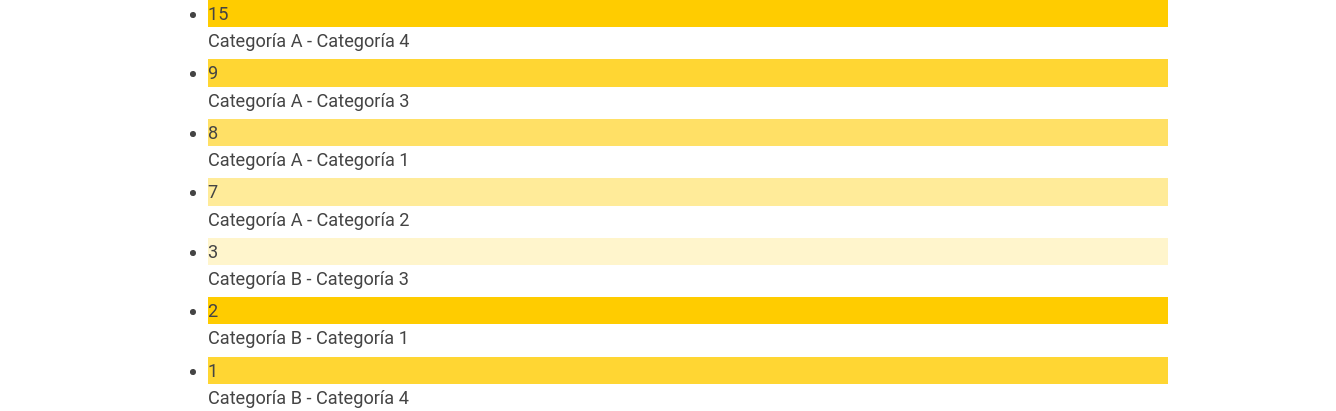 15
Categoría A - Categoría 4
9
Categoría A - Categoría 3
8
Categoría A - Categoría 1
7
Categoría A - Categoría 2
3
Categoría B - Categoría 3
2
Categoría B - Categoría 1
1
Categoría B - Categoría 4